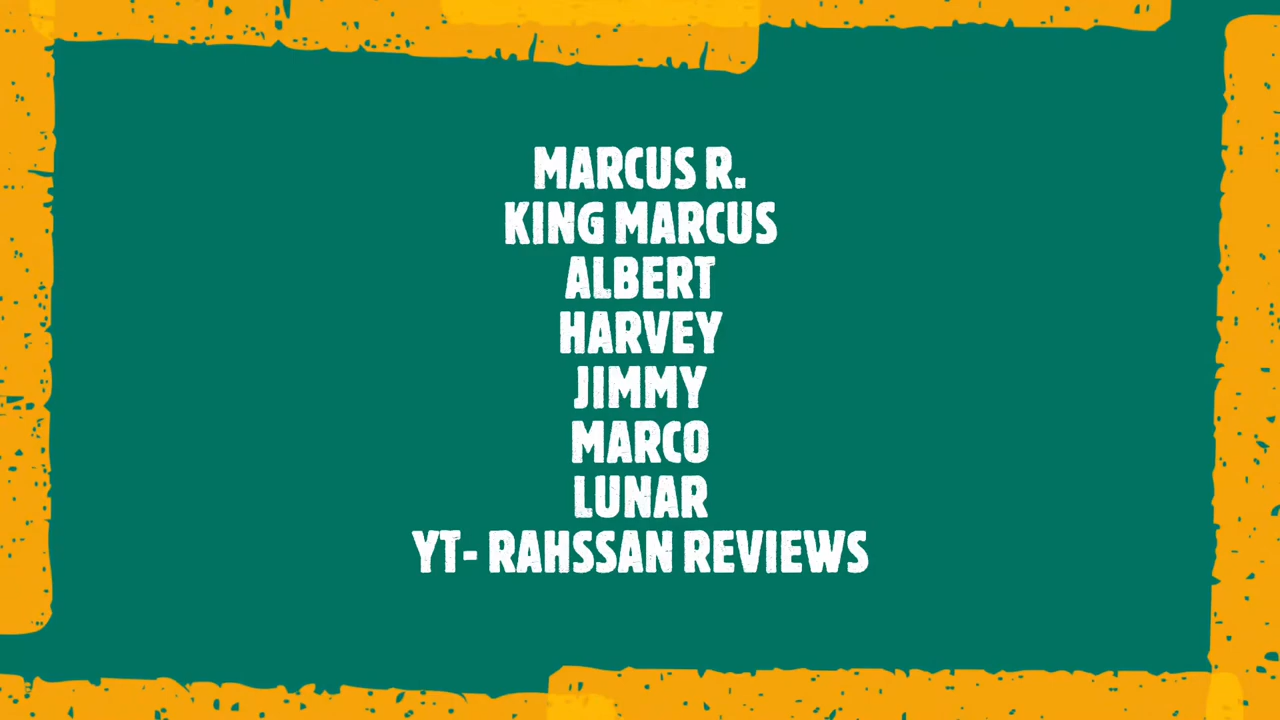 MARCUS R.
KING MARCUS
ALBERT
HARVEY
JIMMY
MARCO
LUNAR
YT- RAHSSAN REVIEWS